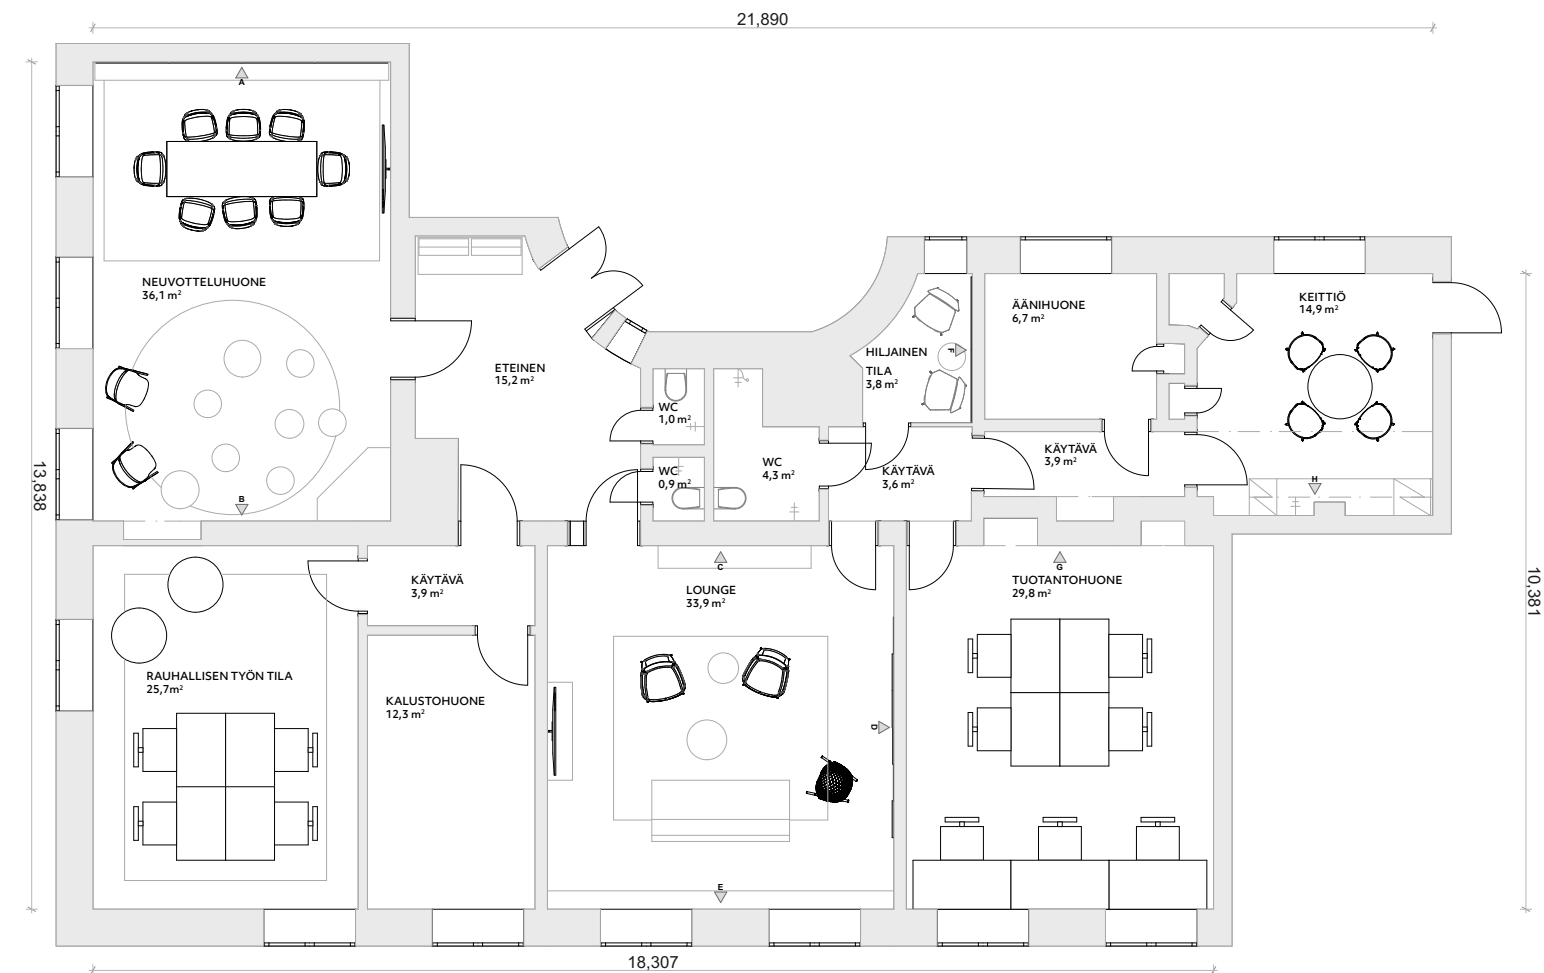 21,890
A
NEUVOTTELUHUONE
36,1 m²
B
ETEINEN
15,2 m²
WC
1,0 m²
WC
0,9 m²
WC
4,3 m²
HILJAINEN
TILA
3,8 m²
F
ÄÄNIHUONE
6,7 m²
KEITTIÖ
14,9 m²
H
KÄYTÄVÄ
3,6 m²
KÄYTÄVÄ
3,9 m²
13,838
10,381
KÄYTÄVÄ
3,9 m²
C
LOUNGE
33,9 m²
D
E
G
TUOTANTOHUONE
29,8 m²
RAUHALLISEN TYÖN TILA
25,7m²
KALUSTOHUONE
12,3 m²
18,307